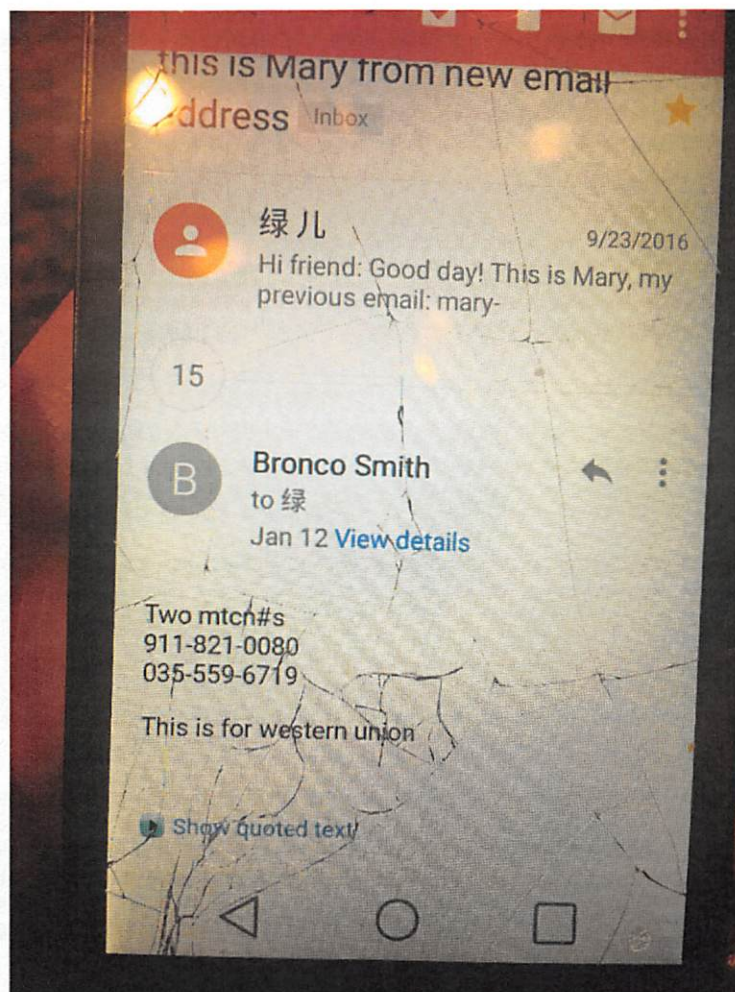 this is Mary from new email
address Inbox
绿儿
9/23/2016
Hi friend: Good day! This is Mary, my
previous email: mary-
15
B
Bronco Smith
to 绿
Jan 12 View details
Two mtcn#s
911-821-0080
035-559-6719
This is for western union
Show quoted text